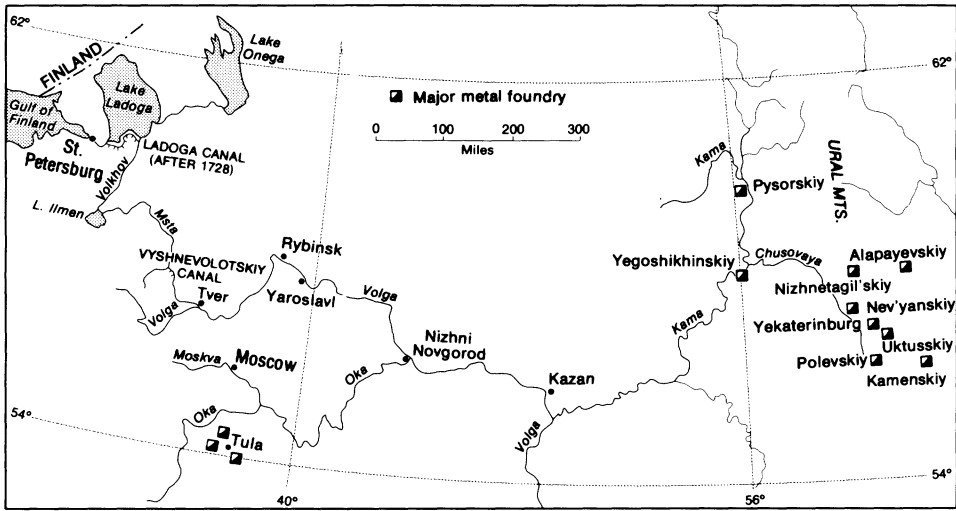 62°
FINLAND
Lake
Onega
62°
Lake
Ladoga
Gulf of
Finland
St.
Petersburg
LADOGA CANAL
(AFTER 1728)
Volkhov
L. Ilmen
Msta
Major metal foundry
0 100 200 300
Miles
Kama
URAL MTS.
Pysorskiy
VYSHNEVOLOTSKIY
CANAL
Rybinsk
Yegoshikhinskiy
Chusovaya
Alapayevskiy
Nizhnetagil'skiy
Tver
Yaroslavl
Volga
Volga
Nev'yanskiy
Kama
Yekaterinburg
Uktusskiy
Moskva
Moscow
Oka
Nizhni
Novgorod
Polevskiy
Kamenskiy
Kazan
Volga
54°
Oka
Tula
54°
40°
56°